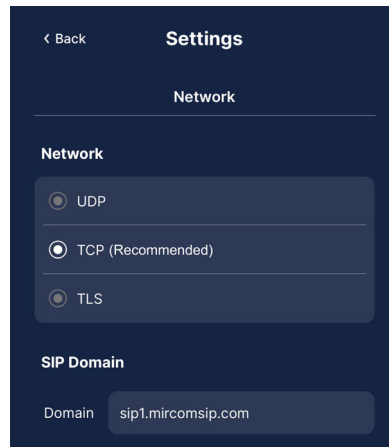 Back
Settings
Network
Network
UDP
TCP (Recommended)
TLS
SIP Domain
Domain sip1.mircomsip.com